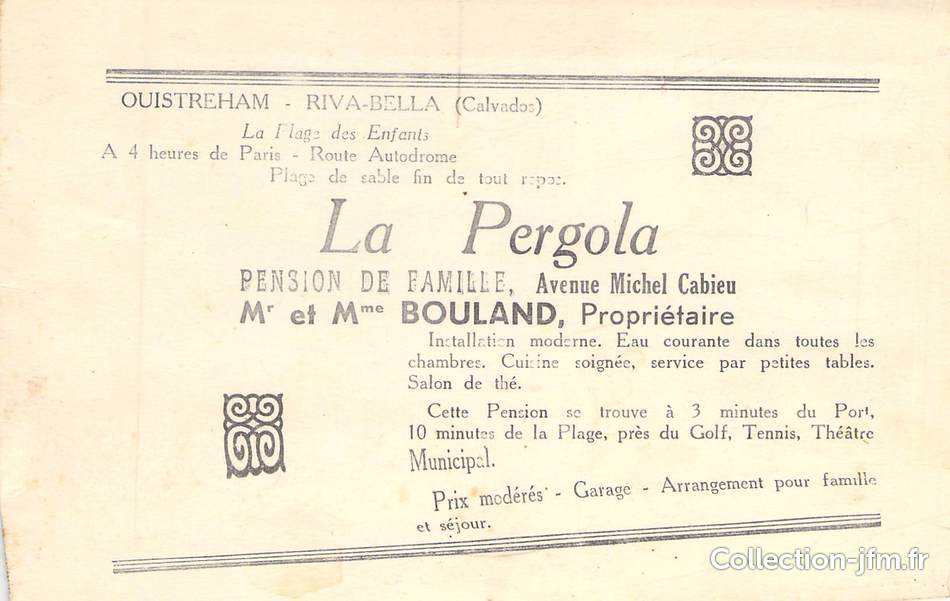 OUISTREHAM - RIVA-BELLA (Calvados)
La Plage des Enfants
A 4 heures de Paris - Route Autodrome
Plage de sable fin de tout repos.
La Pergola
PENSION DE FAMILLE, Avenue Michel Cabieu
Mr et Mme BOULAND, Propriétaire
Installation moderne. Eau courante dans toutes les
chambres. Cuisine soignée, service par petites tables.
Salon de thé.
Cette Pension se trouve à 3 minutes du Port,
10 minutes de la Plage, près du Golf, Tennis, Théâtre
Municipal.
Prix modérés - Garage - Arrangement pour famille
et séjour.
Collection-jfm.fr